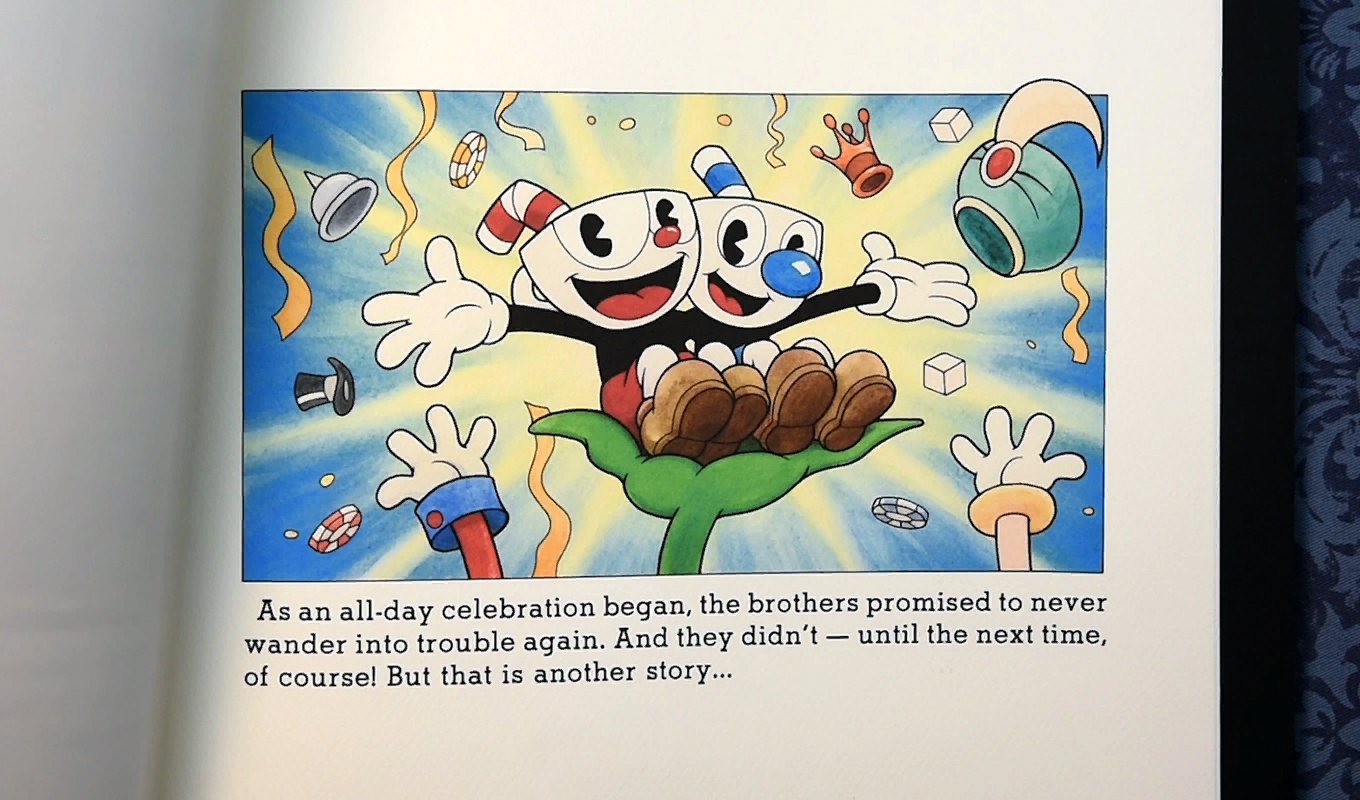 As an all-day celebration began, the brothers promised to never
wander into trouble again. And they didn't — until the next time,
of course! But that is another story...